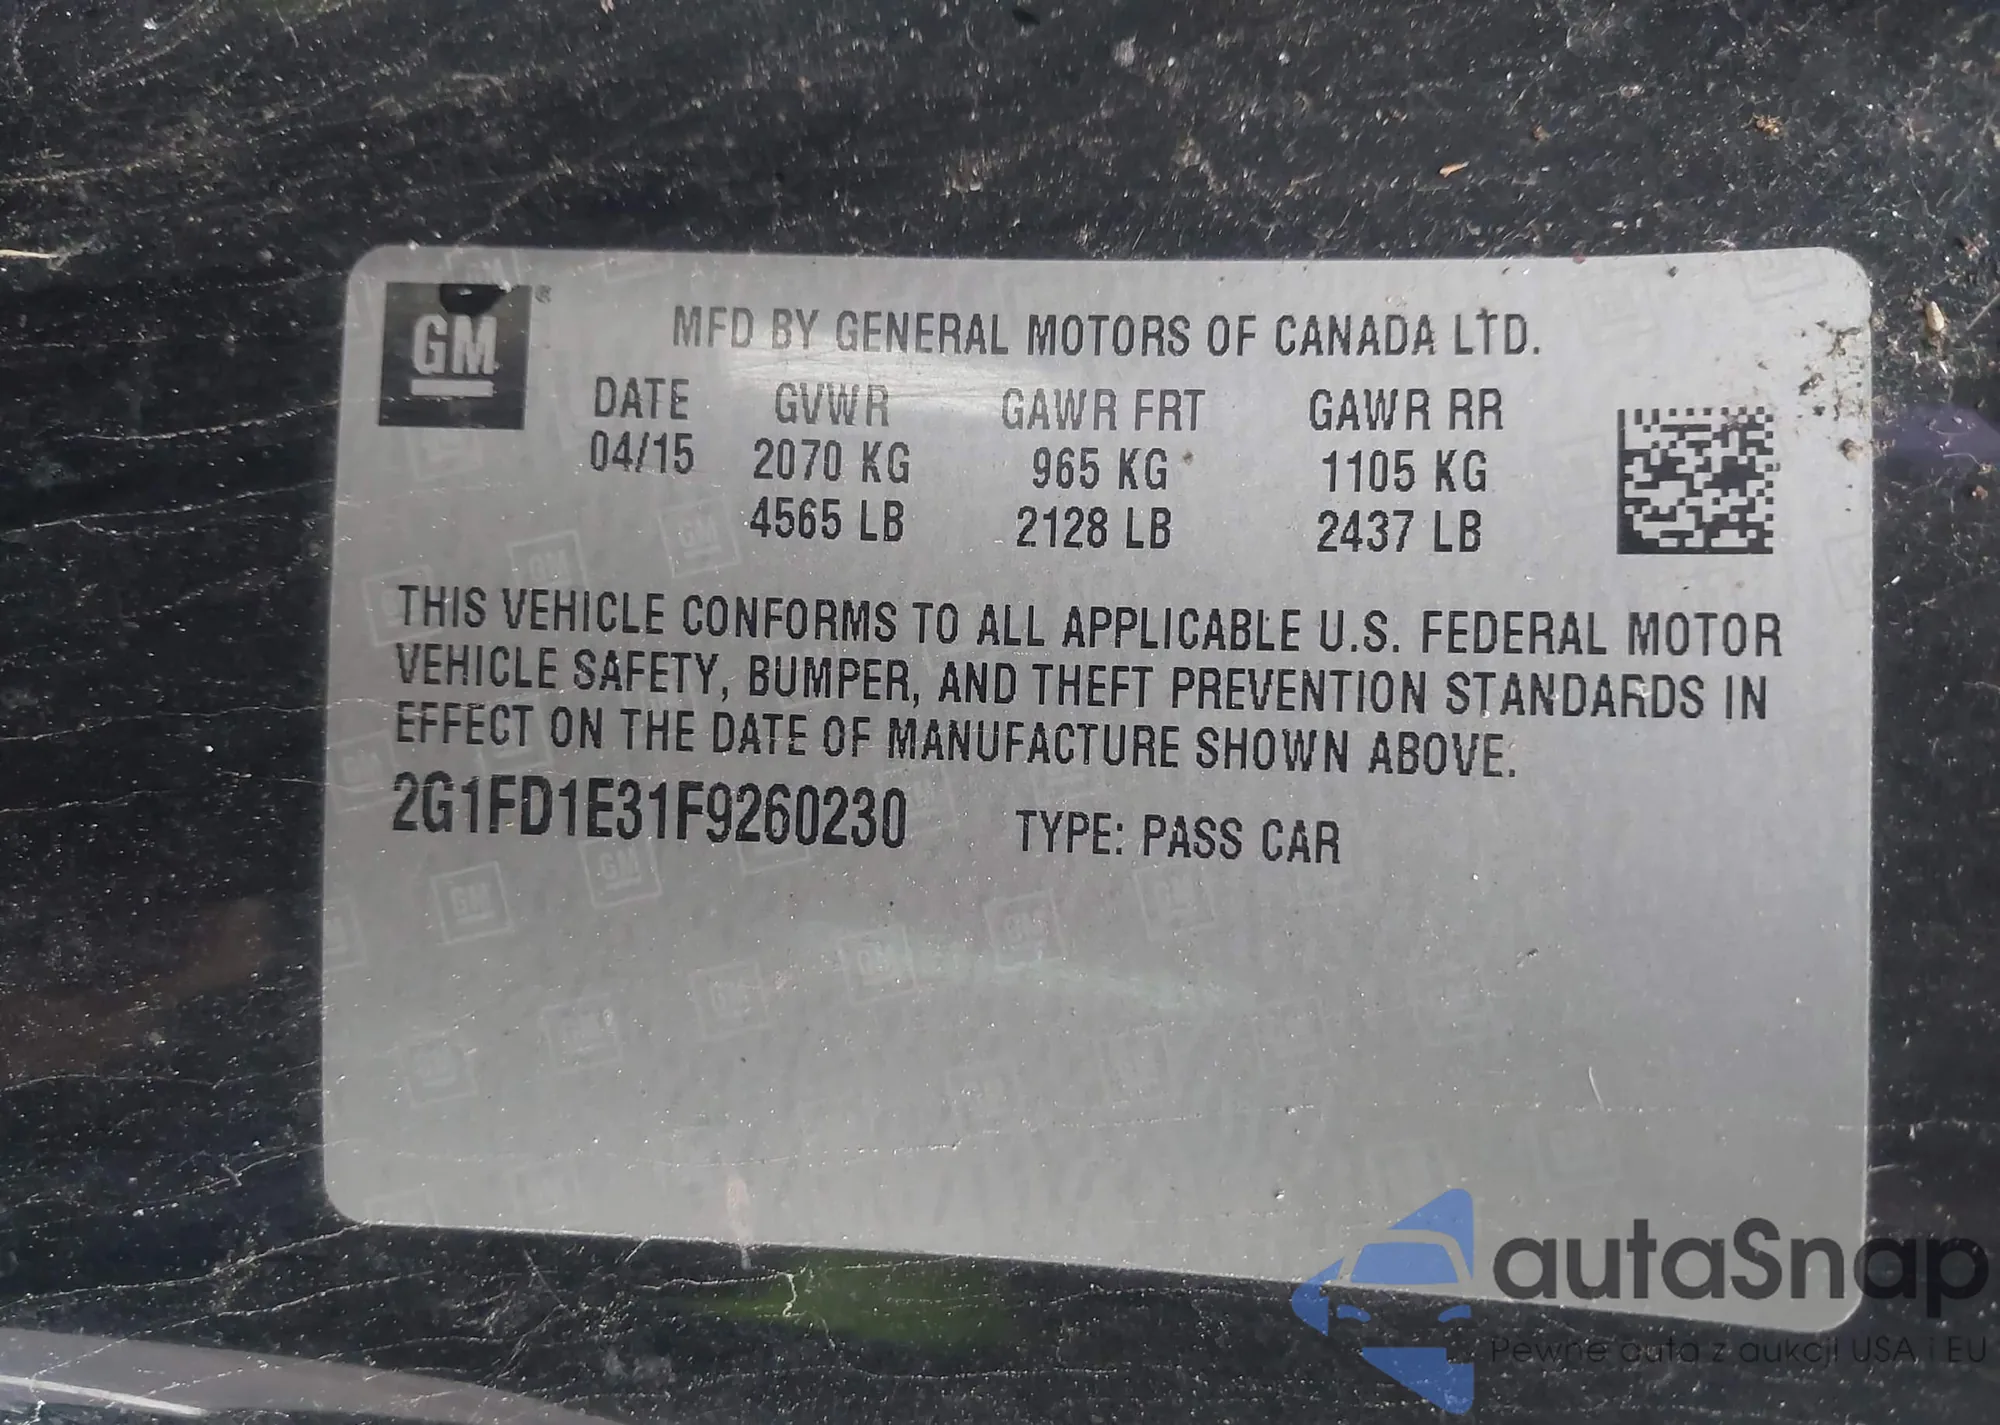 GM
MFD BY GENERAL MOTORS OF CANADA LTD.
DATE GVWR GAWR FRT GAWR RR
04/15 2070 KG 965 KG 1105 KG
4565 LB 2128 LB 2437 LB
THIS VEHICLE CONFORMS TO ALL APPLICABLE U.S. FEDERAL MOTOR
VEHICLE SAFETY, BUMPER, AND THEFT PREVENTION STANDARDS IN
EFFECT ON THE DATE OF MANUFACTURE SHOWN ABOVE.
2G1FD1E31F9260230 TYPE: PASS CAR
autaSnap
Pewne auta z aukcji USA i EU